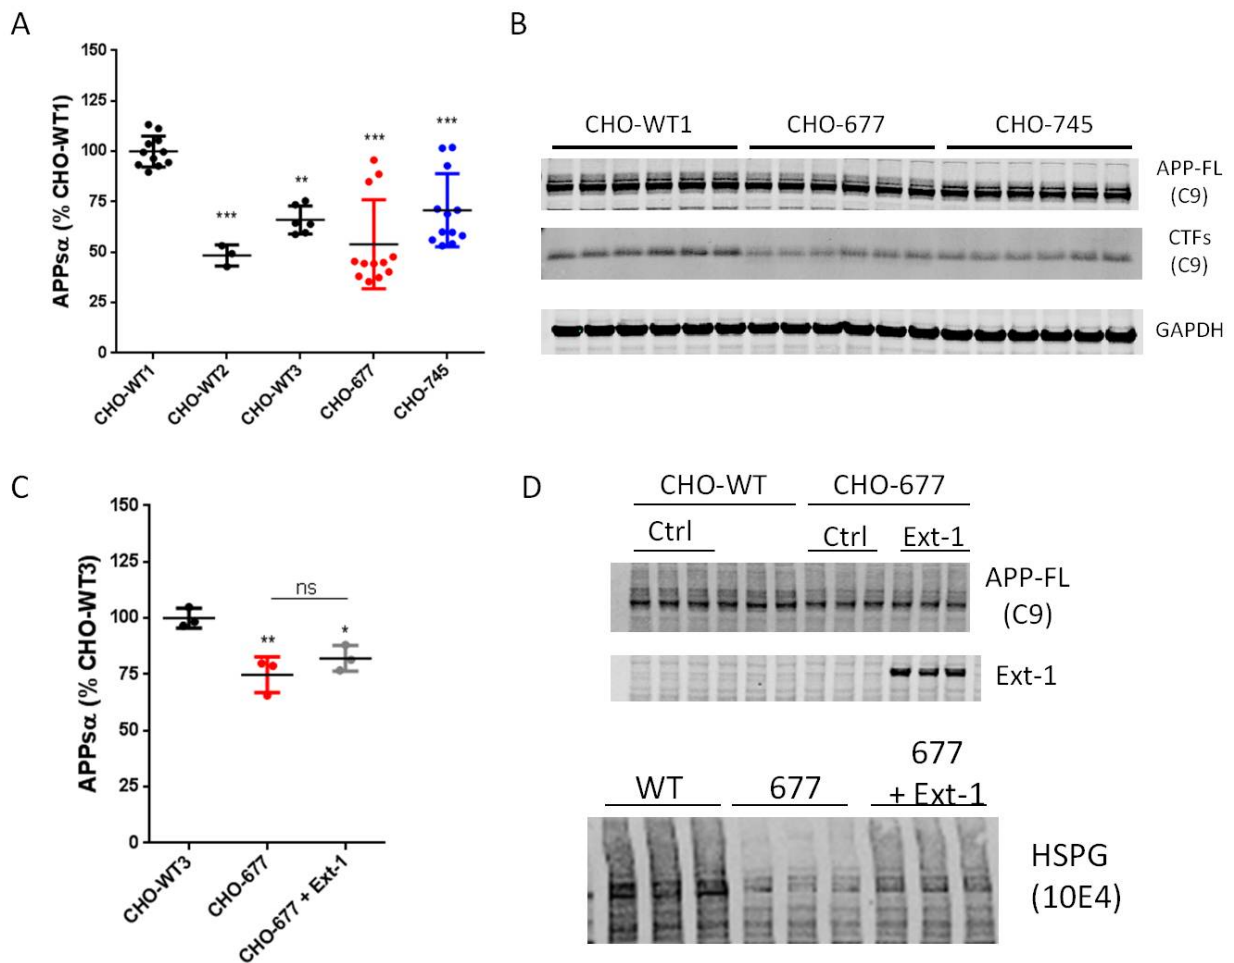 A
150
125
100
75
50
25
0
APPsα (% CHO-WT1)
***
**
***
***
CHO-WT1
CHO-WT2
CHO-WT3
CHO-677
CHO-745
B
CHO-WT1 CHO-677 CHO-745
APP-FL
(C9)
CTFs
(C9)
GAPDH
C
150
125
100
75
50
25
0
APPsα (% CHO-WT3)
ns
**
*
CHO-WT3
CHO-677
CHO-677 + Ext-1
D
CHO-WT CHO-677
Ctrl Ctrl Ext-1
APP-FL
(C9)
Ext-1
WT 677 677
+ Ext-1
HSPG
(10E4)